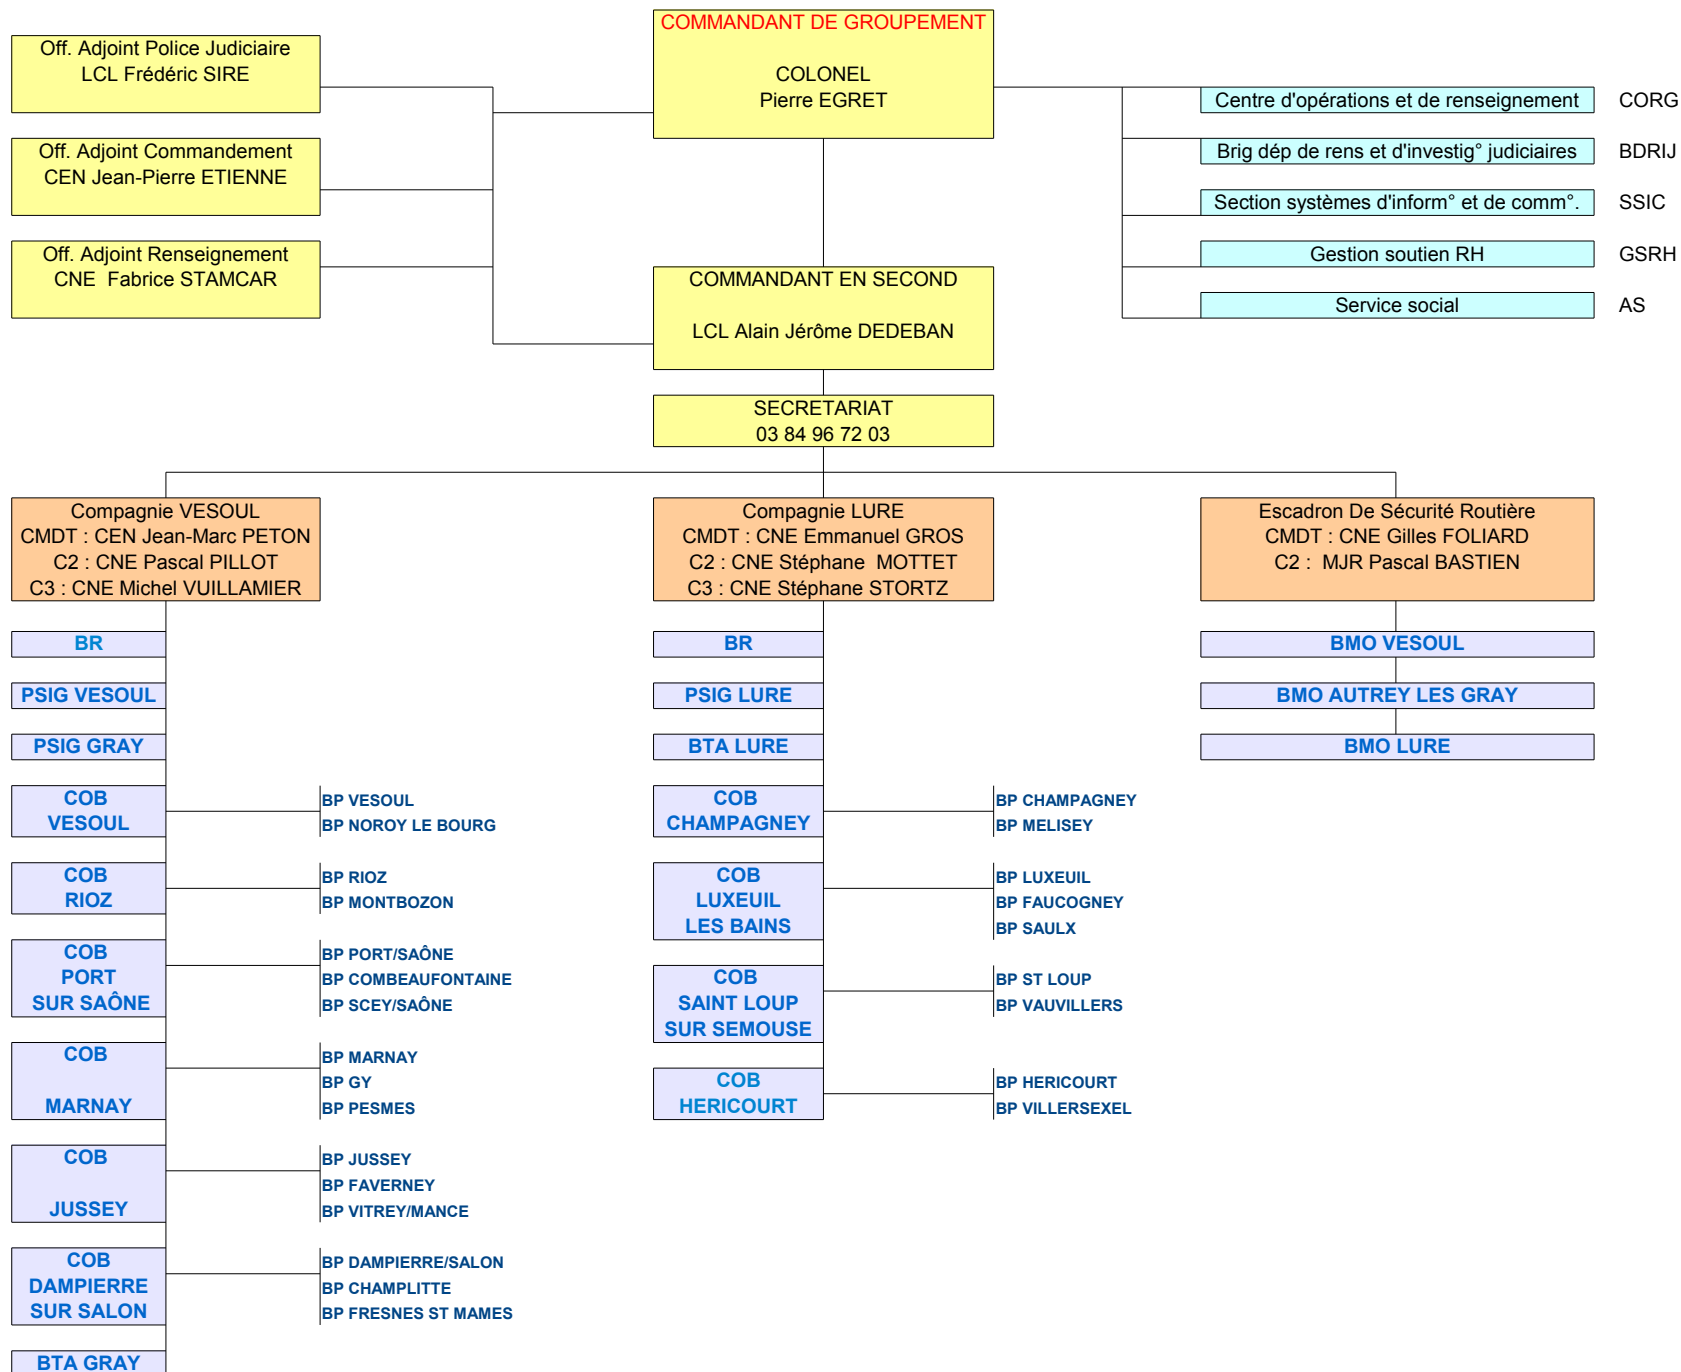 COMMANDANT DE GROUPEMENT
COLONEL
Pierre EGRET
Off. Adjoint Police Judiciaire
LCL Frédéric SIRE
Off. Adjoint Commandement
CEN Jean-Pierre ETIENNE
Off. Adjoint Renseignement
CNE Fabrice STAMCAR
Centre d'opérations et de renseignement CORG
Brig dép de rens et d'investig° judiciaires BDRIJ
Section systèmes d'inform° et de comm°. SSIC
Gestion soutien RH GSRH
Service social AS
COMMANDANT EN SECOND
LCL Alain Jérôme DEDEBAN
SECRETARIAT
03 84 96 72 03
Compagnie VESOUL
CMDT : CEN Jean-Marc PETON
C2 : CNE Pascal PILLOT
C3 : CNE Michel VUILLAMIER
BR
PSIG VESOUL
PSIG GRAY
COB
VESOUL
BP VESOUL
BP NOROY LE BOURG
COB
RIOZ
BP RIOZ
BP MONTBOZON
COB
PORT
SUR SAÔNE
BP PORT/SAÔNE
BP COMBEAUFONTAINE
BP SCEY/SAÔNE
COB
MARNAY
BP MARNAY
BP GY
BP PESMES
COB
JUSSEY
BP JUSSEY
BP FAVERNEY
BP VITREY/MANCE
COB
DAMPIERRE
SUR SALON
BP DAMPIERRE/SALON
BP CHAMPLITTE
BP FRESNES ST MAMES
BTA GRAY
Compagnie LURE
CMDT : CNE Emmanuel GROS
C2 : CNE Stéphane MOTTET
C3 : CNE Stéphane STORTZ
BR
PSIG LURE
BTA LURE
COB
CHAMPAGNEY
BP CHAMPAGNEY
BP MELISEY
COB
LUXEUIL
LES BAINS
BP LUXEUIL
BP FAUCOGNEY
BP SAULX
COB
SAINT LOUP
SUR SEMOUSE
BP ST LOUP
BP VAUVILLERS
COB
HERICOURT
BP HERICOURT
BP VILLERSEXEL
Escadron De Sécurité Routière
CMDT : CNE Gilles FOLIARD
C2 : MJR Pascal BASTIEN
BMO VESOUL
BMO AUTREY LES GRAY
BMO LURE